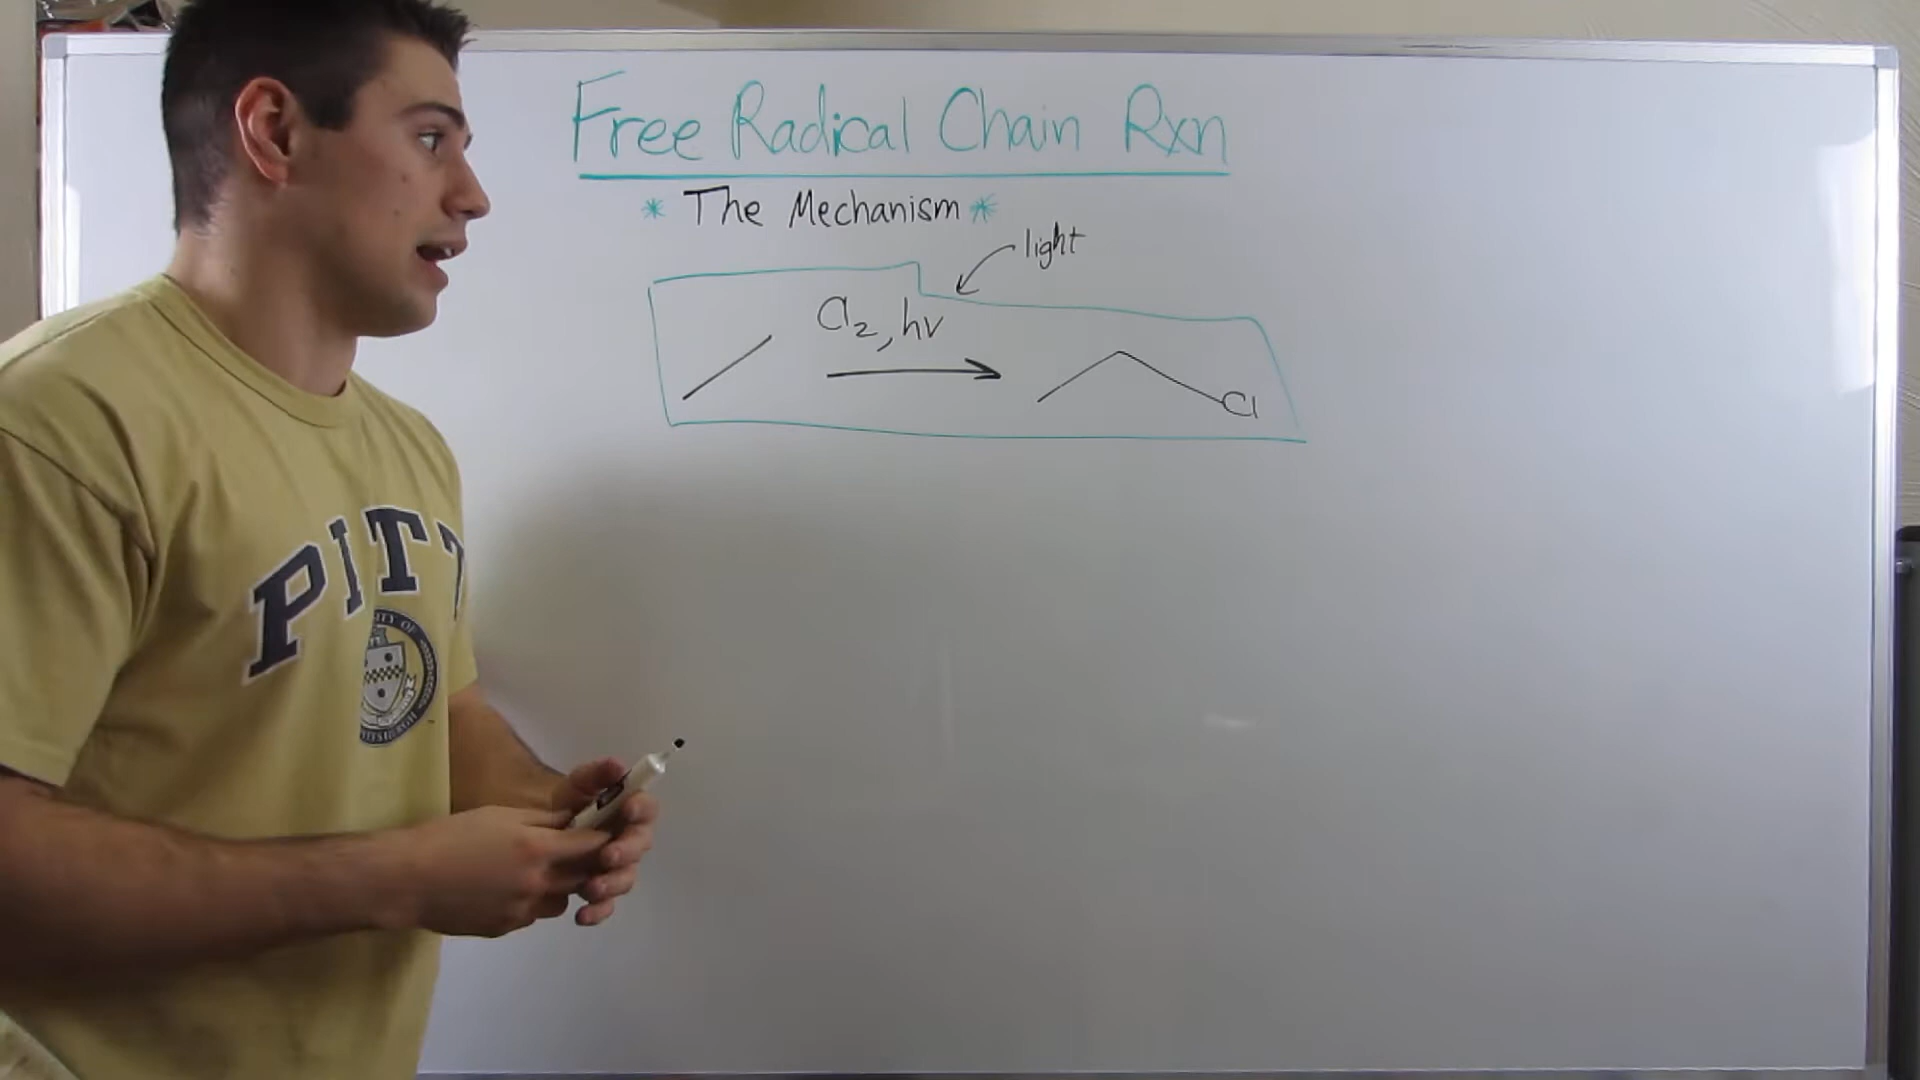 Free Radical Chain Rxn
* The Mechanism *
light
Cl2, hv
Cl
PITT